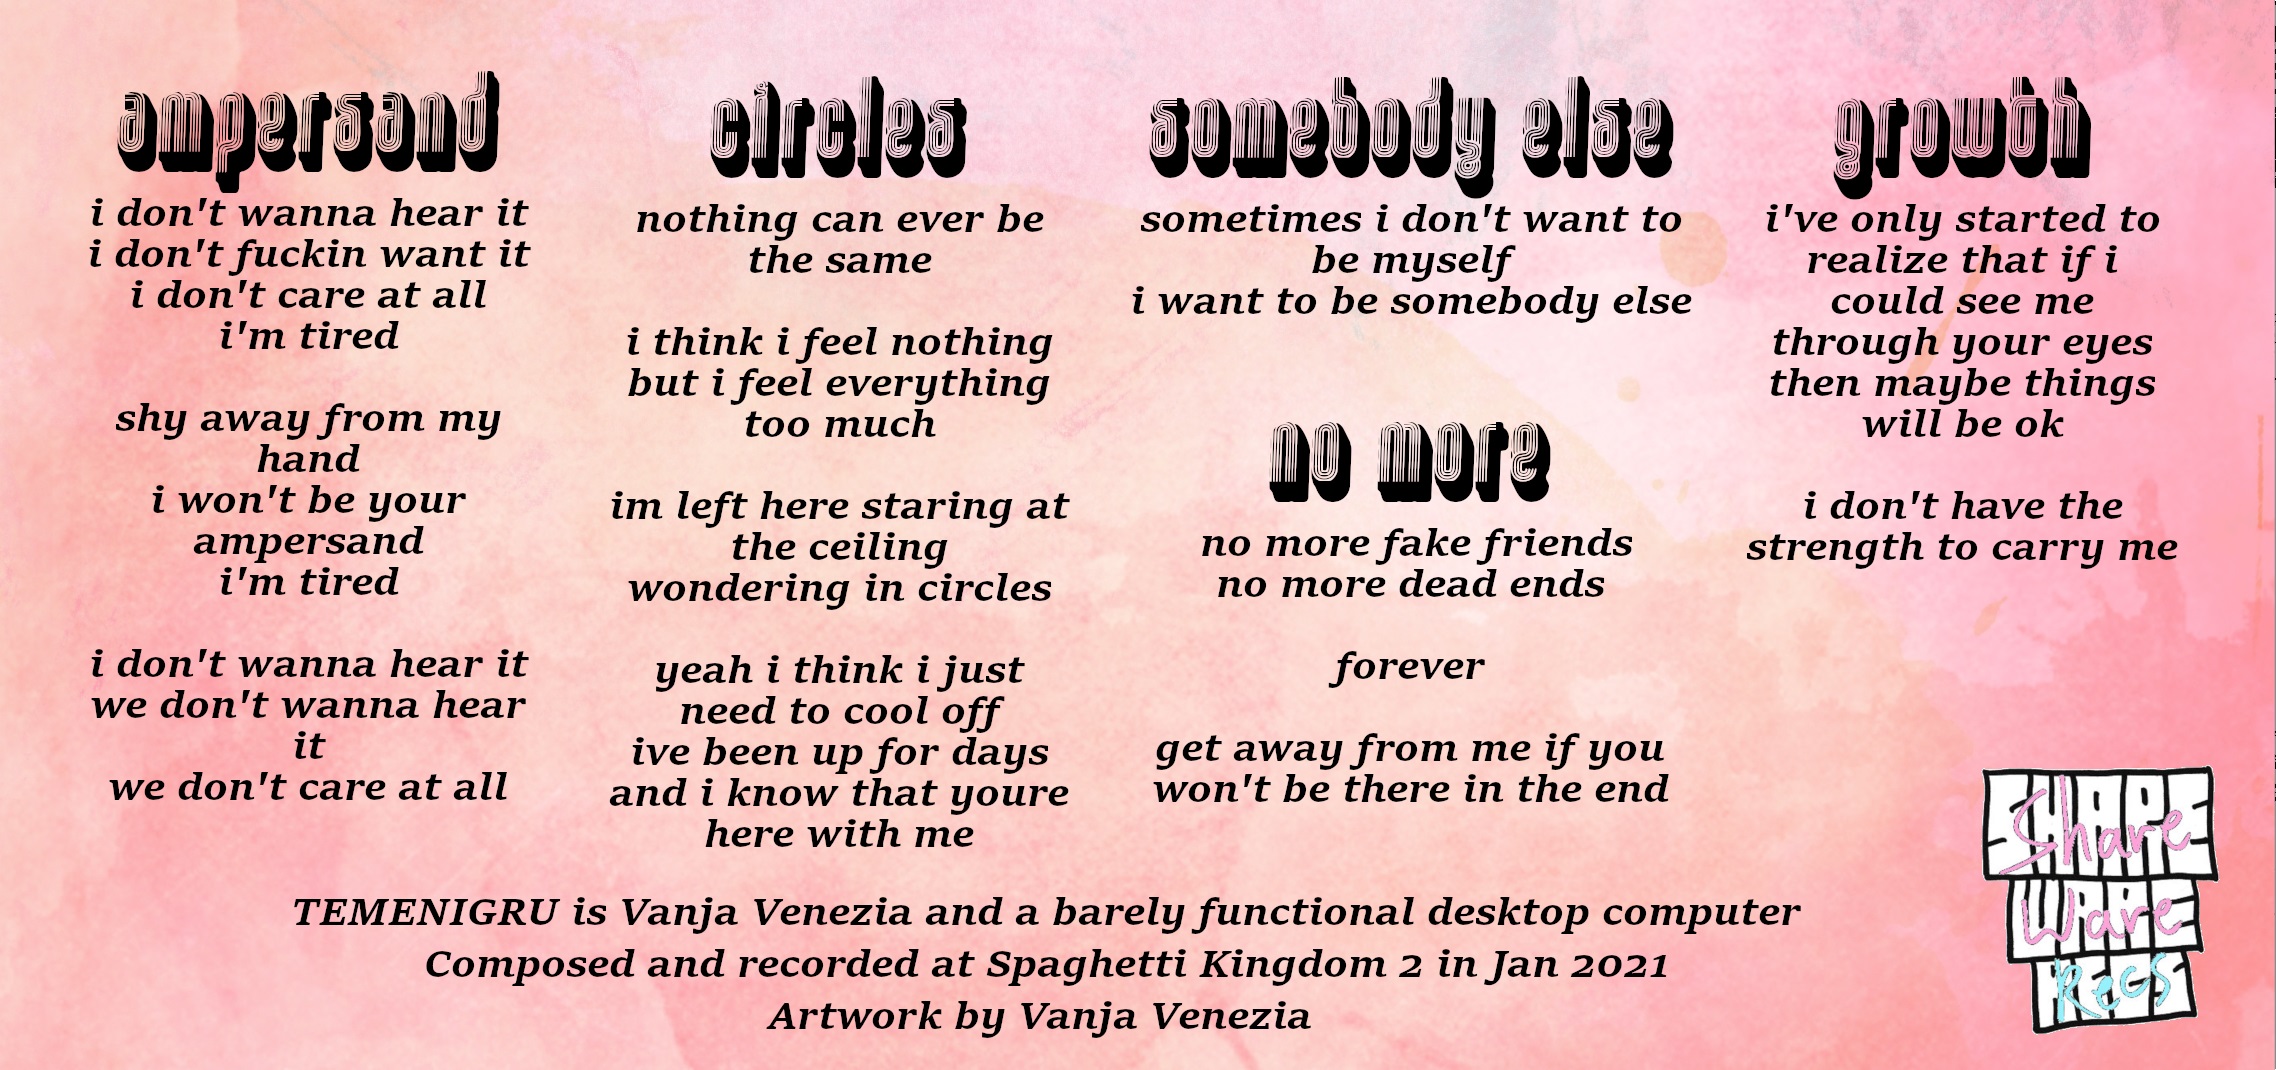 ampersand
i don't wanna hear it
i don't fuckin want it
i don't care at all
i'm tired
shy away from my
hand
i won't be your
ampersand
i'm tired
i don't wanna hear it
we don't wanna hear
it
we don't care at all
circles
nothing can ever be
the same
i think i feel nothing
but i feel everything
too much
im left here staring at
the ceiling
wondering in circles
yeah i think i just
need to cool off
ive been up for days
and i know that youre
here with me
somebody else
sometimes i don't want to
be myself
i want to be somebody else
no more
no more fake friends
no more dead ends
forever
get away from me if you
won't be there in the end
growth
i've only started to
realize that if i
could see me
through your eyes
then maybe things
will be ok
i don't have the
strength to carry me
TEMENIGRU is Vanja Venezia and a barely functional desktop computer
Composed and recorded at Spaghetti Kingdom 2 in Jan 2021
Artwork by Vanja Venezia
Share
Ware
Recs